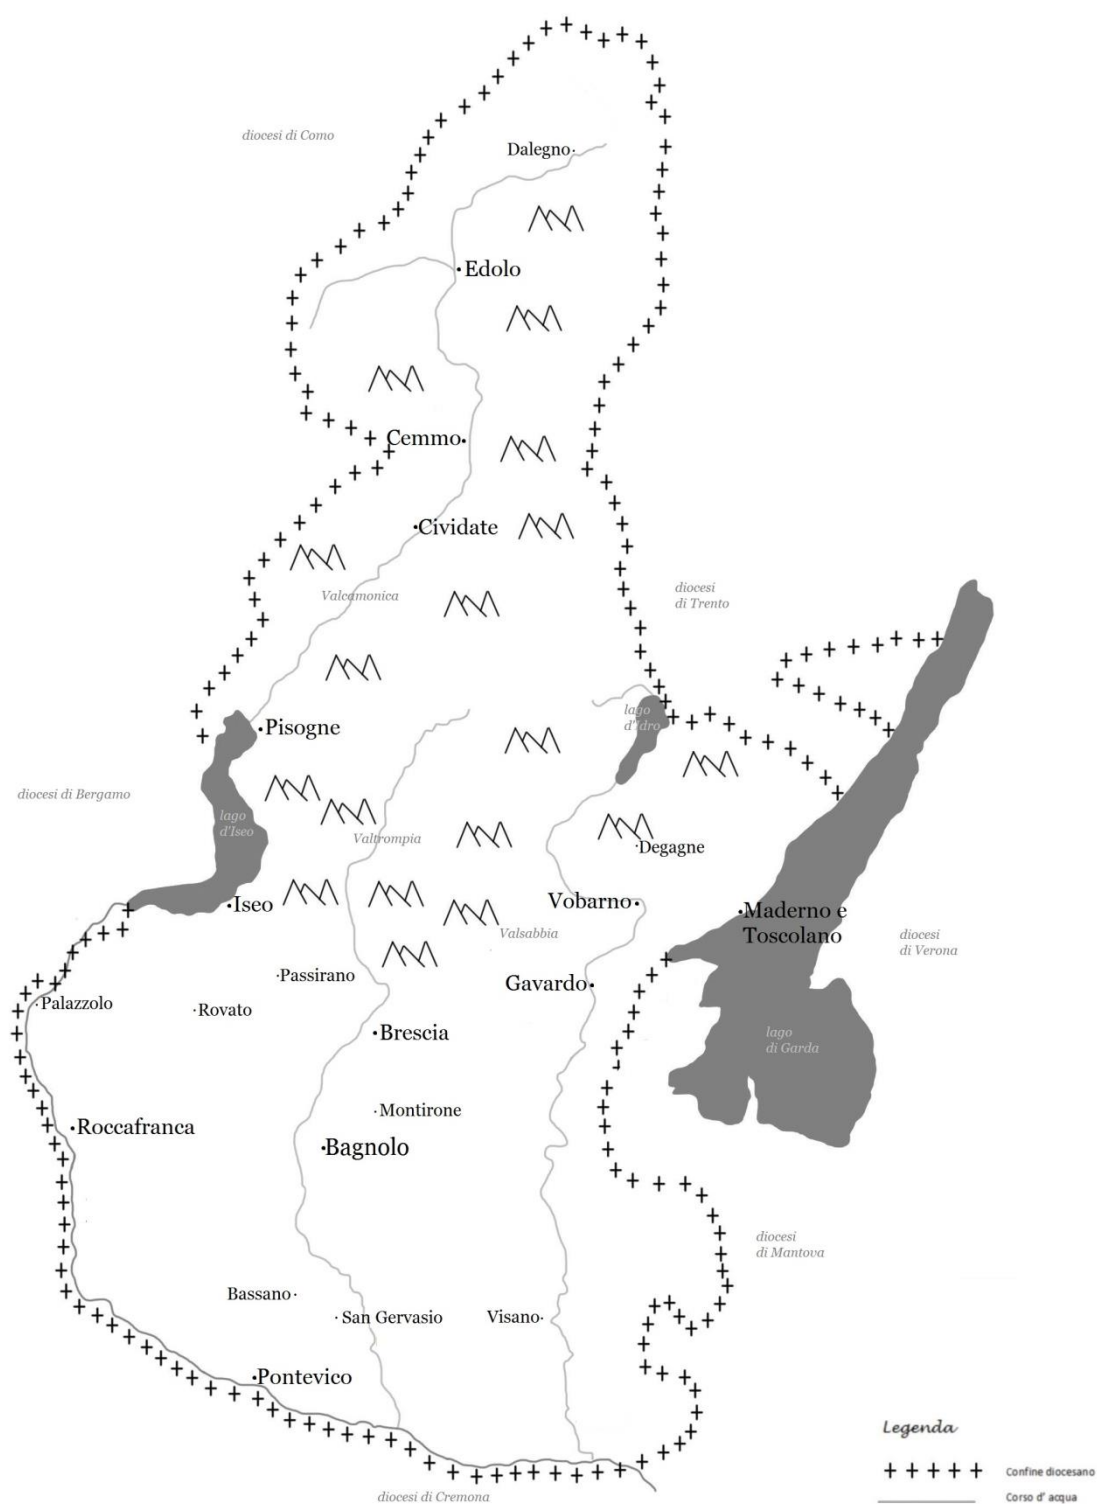 diocesi di Como
Dalegno
Edolo
Cemmo
Cividate
diocesi
di Trento
Valcamonica
lago
d'Idro
Pisogne
diocesi di Bergamo
lago
d'Iseo
Valtrompia
Degagne
Iseo
Vobarno
Maderno e
Toscolano
Valsabbia
diocesi
di Verona
Passirano
Gavardo
Palazzolo
Rovato
Brescia
lago
di Garda
Montirone
Roccafranca
Bagnolo
diocesi
di Mantova
Bassano
San Gervasio
Visano
Pontevico
Legenda
Confine diocesano
Corso d' acqua
diocesi di Cremona